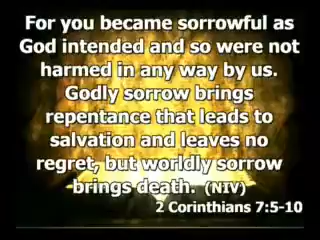 For you became sorrowful as
God intended and so were not
harmed in any way by us.
Godly sorrow brings
repentance that leads to
salvation and leaves no
regret, but worldly sorrow
brings death. (NIV)
2 Corinthians 7:5-10